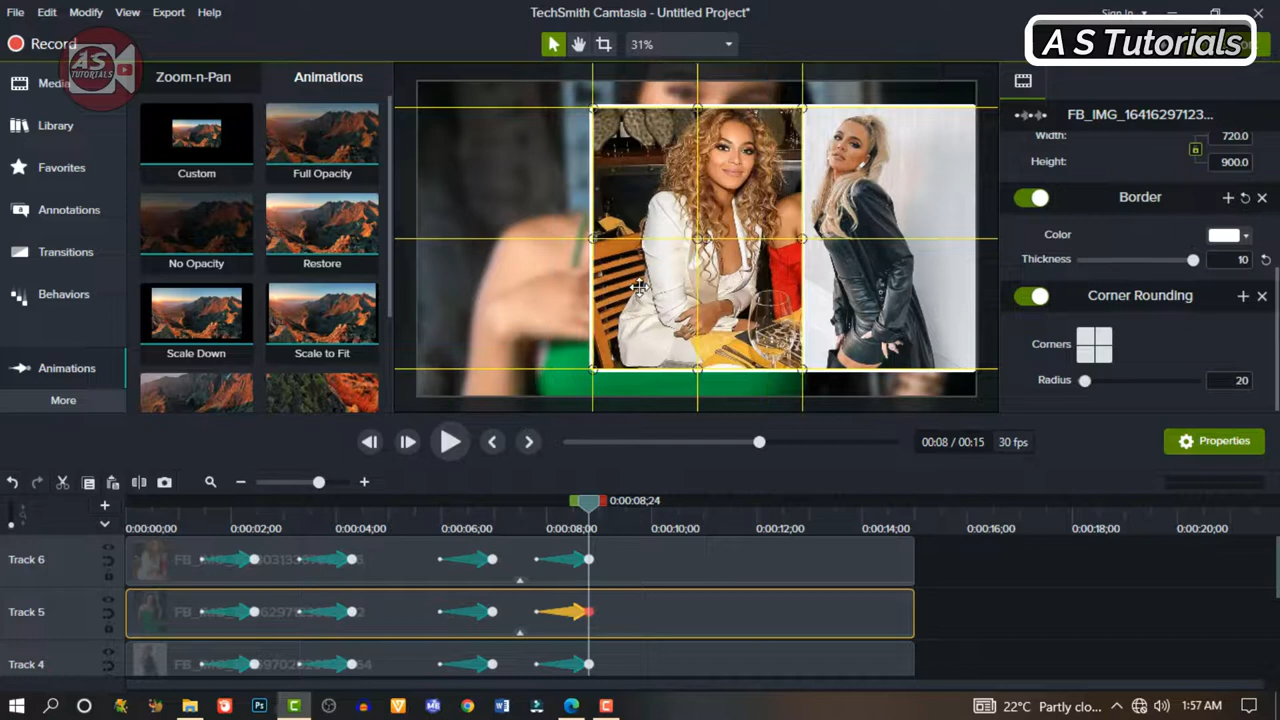 File Edit Modify View Export Help
TechSmith Camtasia - Untitled Project*
Sign In
A S Tutorials
Record
AS
TUTORIALS
31%
Media
Library
Favorites
Annotations
Transitions
Behaviors
Animations
More
Zoom-n-Pan
Animations
Custom
Full Opacity
No Opacity
Restore
Scale Down
Scale to Fit
FB_IMG_16416297123...
Width: 720.0
Height: 900.0
Border
Color
Thickness 10
Corner Rounding
Corners
Radius 20
00:08 / 00:15 30 fps
Properties
0:00:08;24
0:00:00;00 0:00:02;00 0:00:04;00 0:00:06;00 0:00:08;00 0:00:10;00 0:00:12;00 0:00:14;00 0:00:16;00 0:00:18;00 0:00:20;00
Track 6
Track 5
Track 4
22°C Partly clo...
1:57 AM